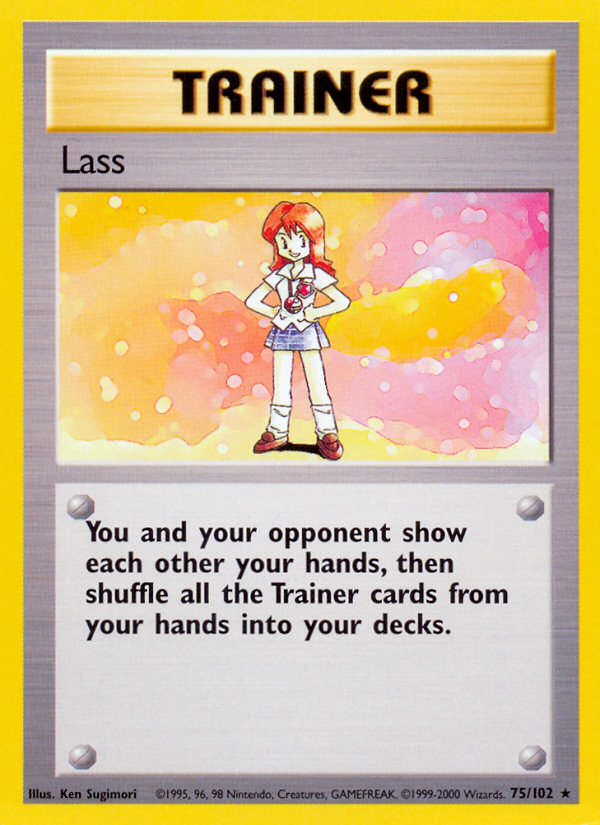 TRAINER
Lass
You and your opponent show
each other your hands, then
shuffle all the Trainer cards from
your hands into your decks.
Illus. Ken Sugimori ©1995, 96, 98 Nintendo, Creatures, GAMEFREAK. ©1999-2000 Wizards. 75/102 ★